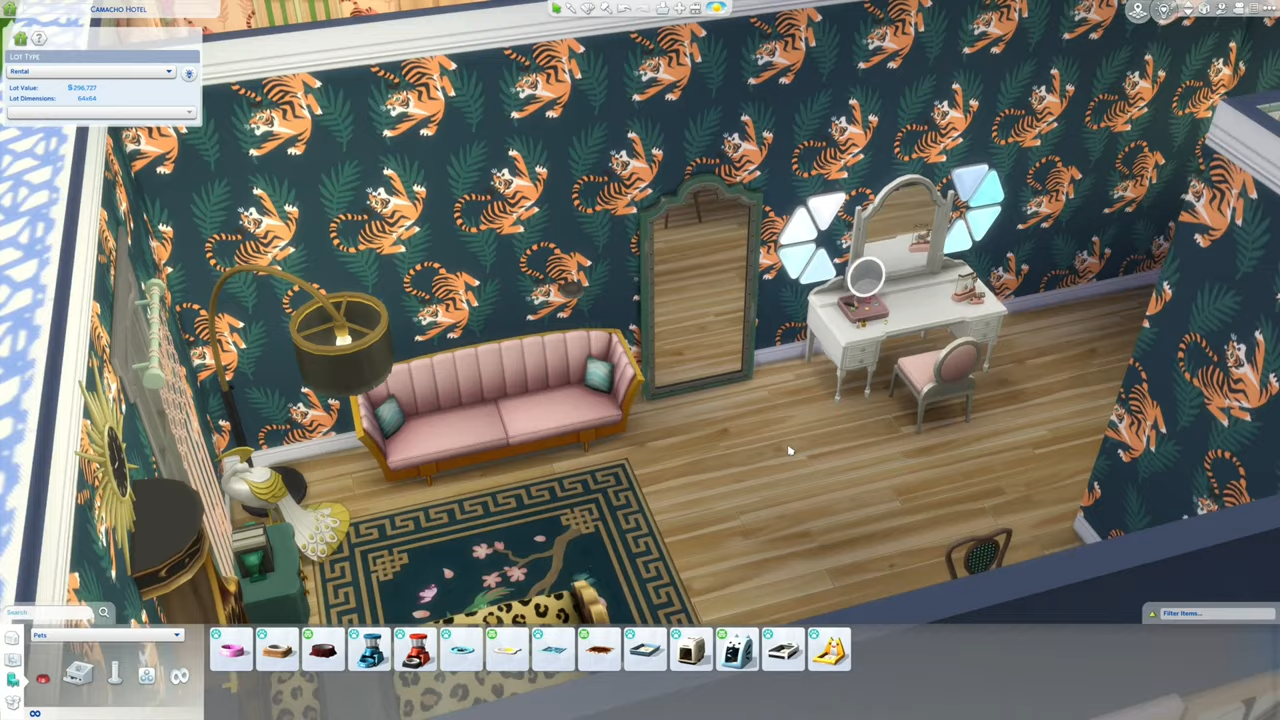 CAMACHO HOTEL
?
LOT TYPE
Rental
Lot Value: $296,727
Lot Dimensions: 64x64
Search
Filter Items...
Pets